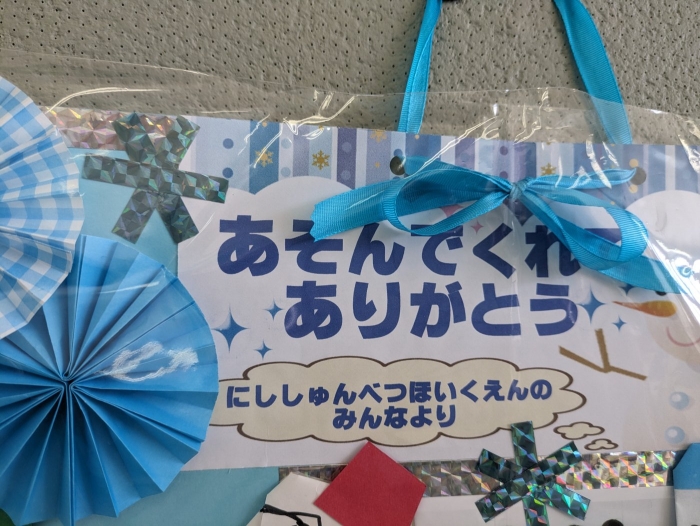 あそんでくれ
ありがとう
にししゅんべつほいくえんの
みんなより